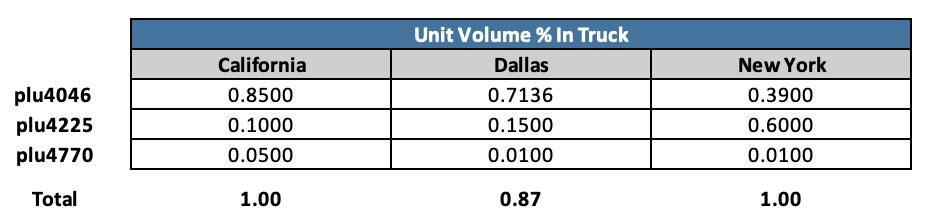 Unit Volume % In Truck
California Dallas New York
plu4046 0.8500 0.7136 0.3900
plu4225 0.1000 0.1500 0.6000
plu4770 0.0500 0.0100 0.0100
Total 1.00 0.87 1.00